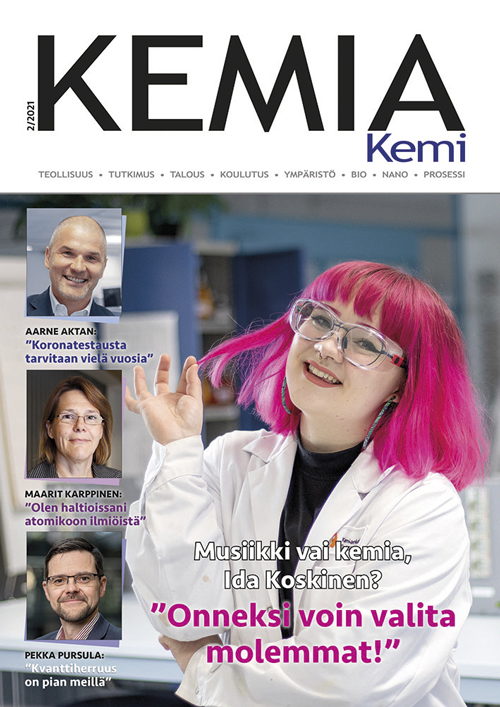 2/2021
KEMIA
Kemi
TEOLLISUUS • TUTKIMUS • TALOUS • KOULUTUS • YMPÄRISTÖ • BIO • NANO • PROSESSI
AARNE AKTAN:
”Koronatestausta
tarvitaan vielä vuosia”
MAARIT KARPPINEN:
”Olen haltioissani
atomikoon ilmiöistä”
PEKKA PURSULA:
”Kvanttiherruus
on pian meillä”
Musiikki vai kemia,
Ida Koskinen?
”Onneksi voin valita
molemmat!”